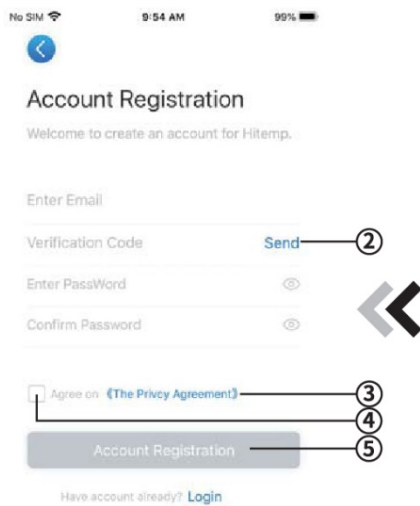 No SIM 9:54 AM 99%
Account Registration
Welcome to create an account for Hitemp.
Enter Email
Verification Code Send ②
Enter PassWord
Confirm Password
Agree on 《The Privcy Agreement》 ③
④
Account Registration ⑤
Have account already? Login